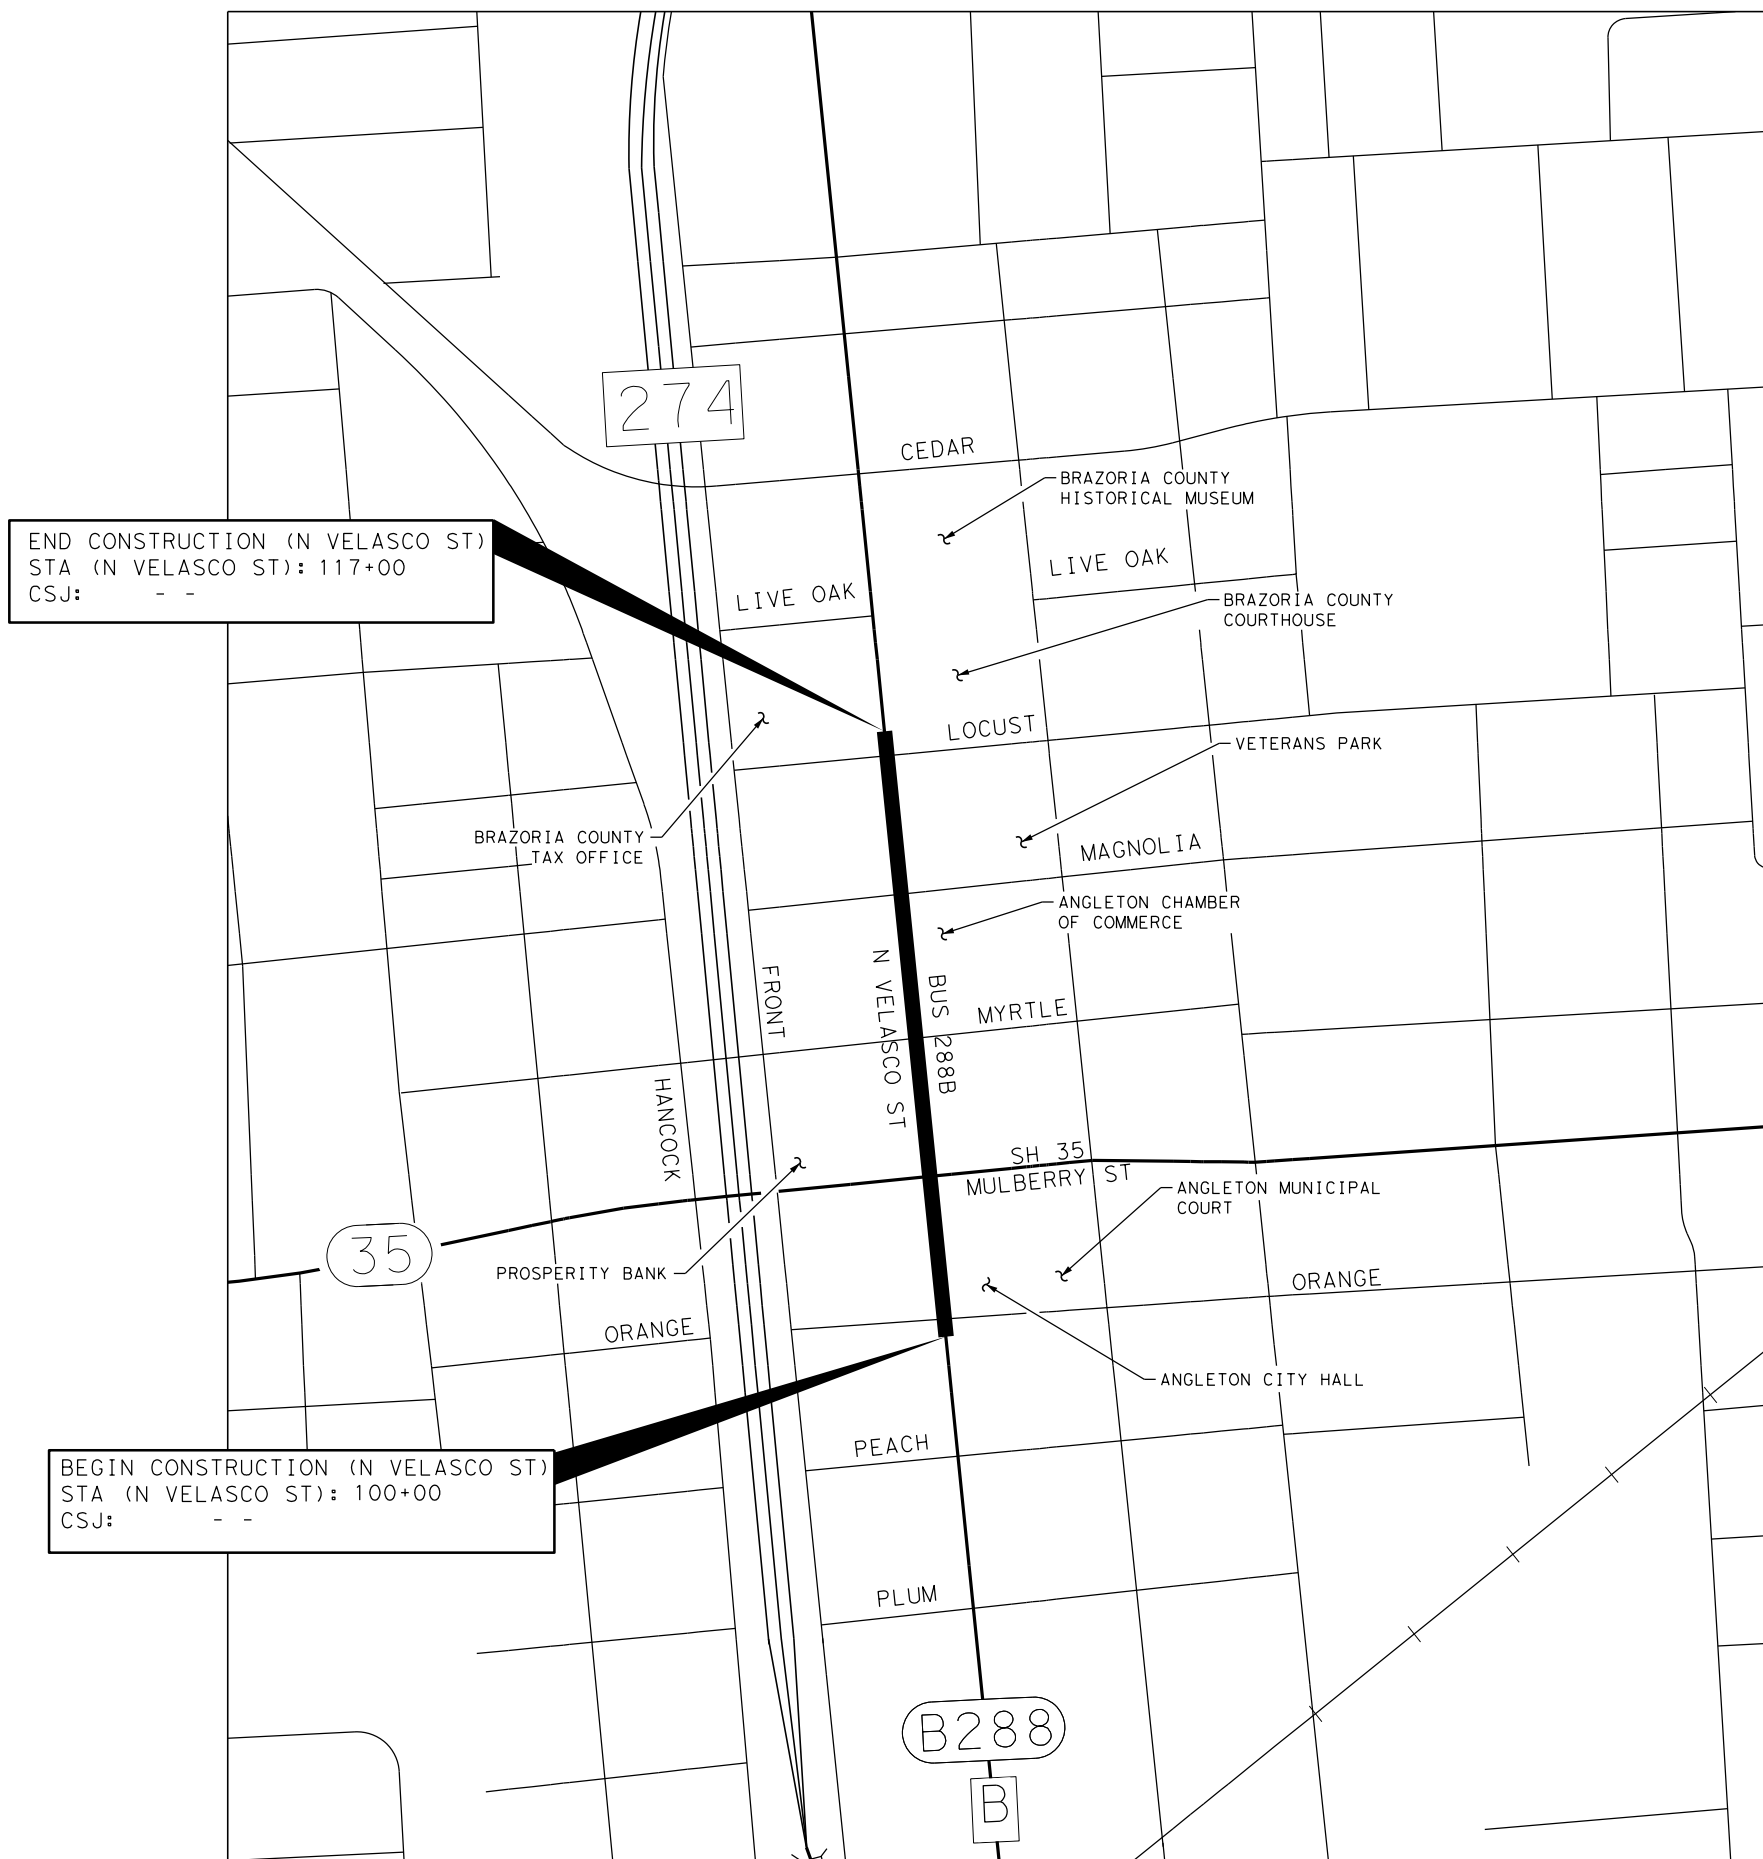 274
CEDAR
BRAZORIA COUNTY
HISTORICAL MUSEUM
END CONSTRUCTION (N VELASCO ST)
STA (N VELASCO ST): 117+00
CSJ: - -
LIVE OAK
LIVE OAK
BRAZORIA COUNTY
COURTHOUSE
LOCUST
VETERANS PARK
BRAZORIA COUNTY
TAX OFFICE
MAGNOLIA
ANGLETON CHAMBER
OF COMMERCE
FRONT
N VELASCO ST
BUS 288B
MYRTLE
HANCOCK
SH 35
MULBERRY ST
ANGLETON MUNICIPAL
COURT
35
PROSPERITY BANK
ORANGE
ORANGE
ANGLETON CITY HALL
PEACH
BEGIN CONSTRUCTION (N VELASCO ST)
STA (N VELASCO ST): 100+00
CSJ: - -
PLUM
B288
B